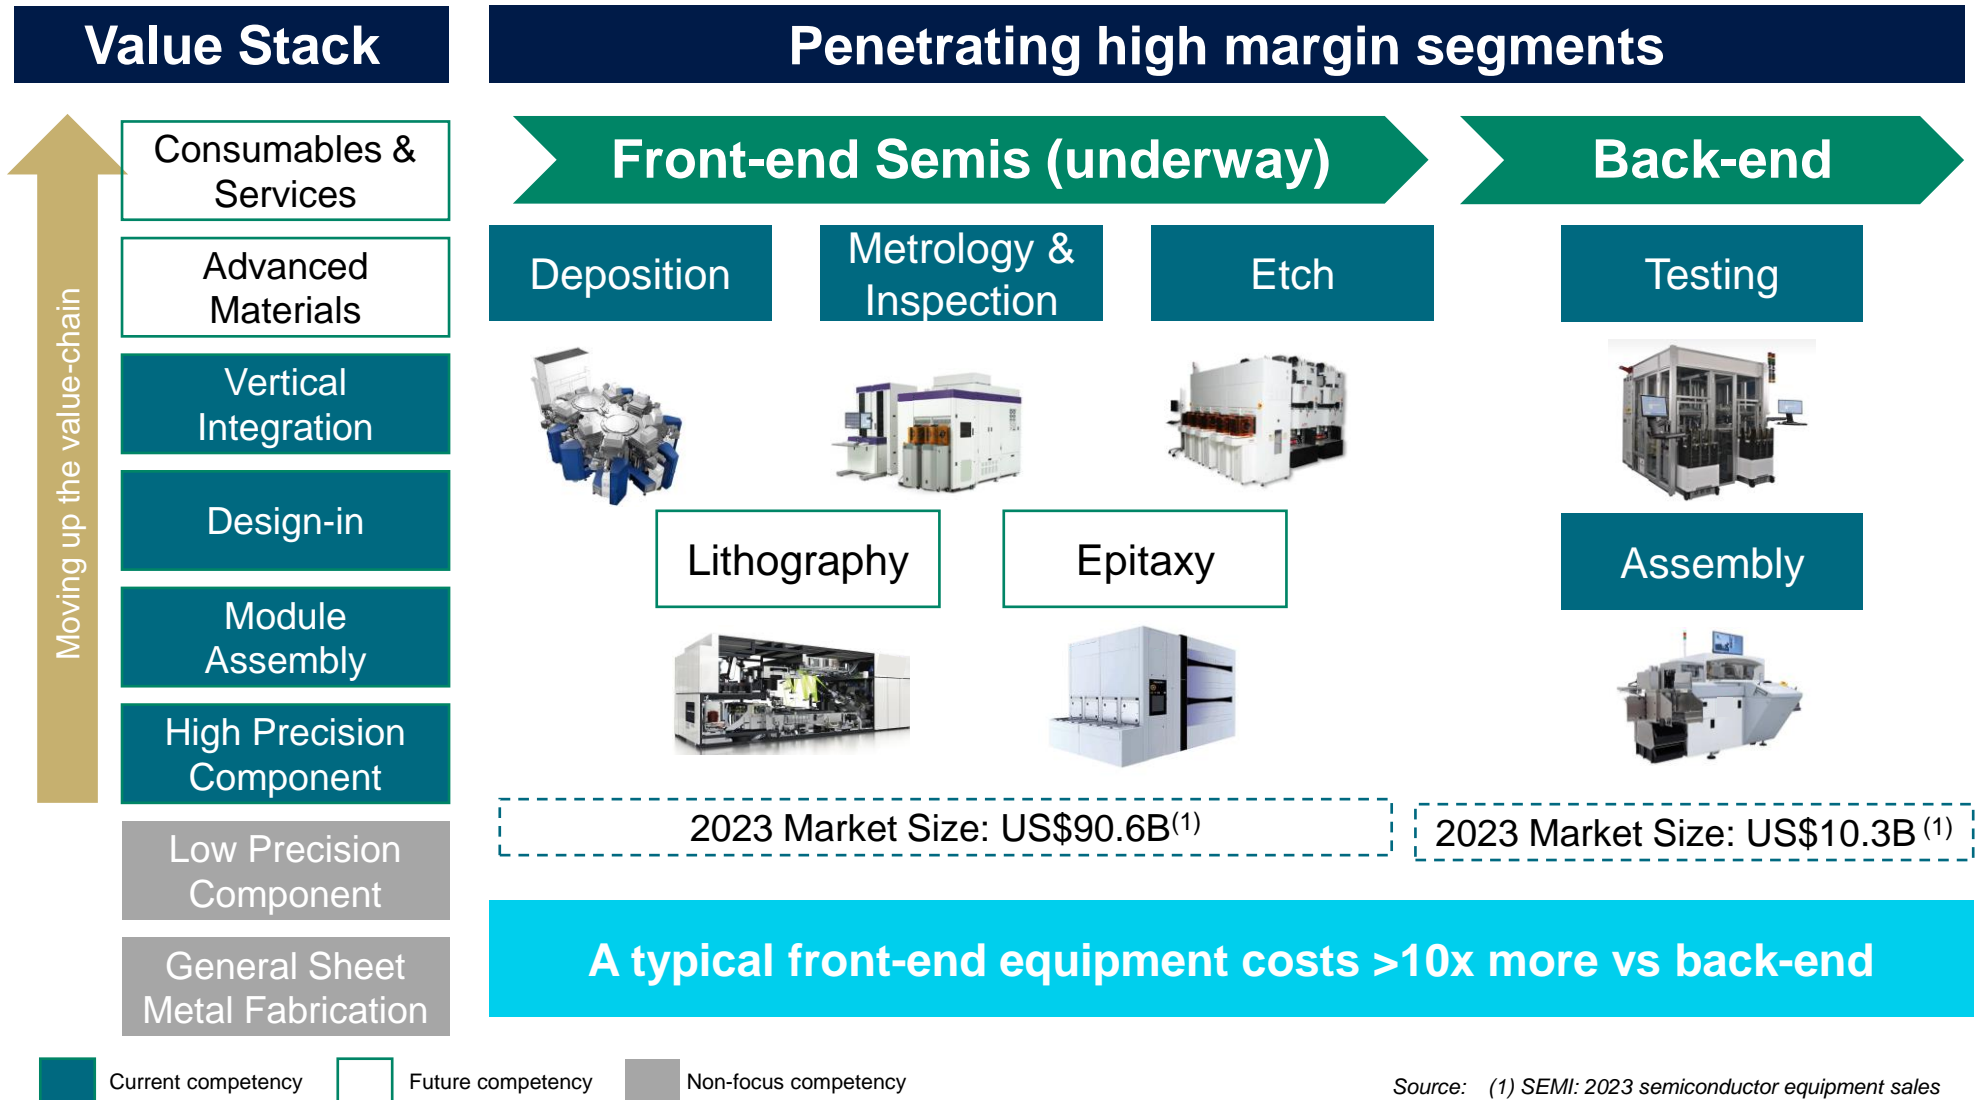 Value Stack
Penetrating high margin segments
Moving up the value-chain
Consumables &
Services
Advanced
Materials
Vertical
Integration
Design-in
Module
Assembly
High Precision
Component
Low Precision
Component
General Sheet
Metal Fabrication
Front-end Semis (underway)
Back-end
Deposition
Metrology &
Inspection
Etch
Testing
Lithography
Epitaxy
Assembly
2023 Market Size: US$90.6B(1)
2023 Market Size: US$10.3B (1)
A typical front-end equipment costs >10x more vs back-end
Current competency
Future competency
Non-focus competency
Source: (1) SEMI: 2023 semiconductor equipment sales